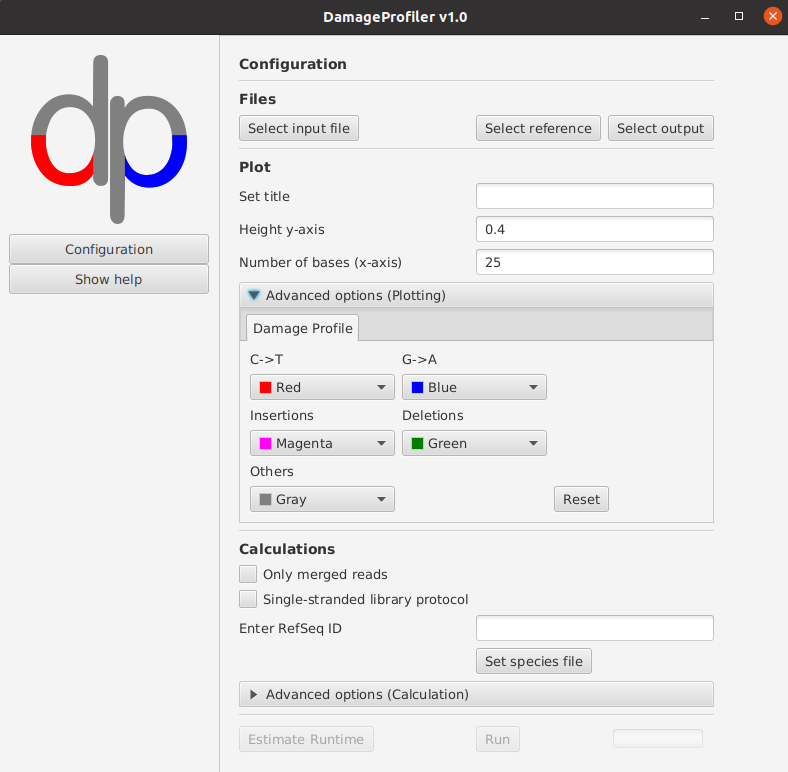 DamageProfiler v1.0
dp
Configuration
Show help
Configuration
Files
Select input file Select reference Select output
Plot
Set title
Height y-axis 0.4
Number of bases (x-axis) 25
Advanced options (Plotting)
Damage Profile
C->T G->A
Red Blue
Insertions Deletions
Magenta Green
Others
Gray Reset
Calculations
Only merged reads
Single-stranded library protocol
Enter RefSeq ID
Set species file
Advanced options (Calculation)
Estimate Runtime Run